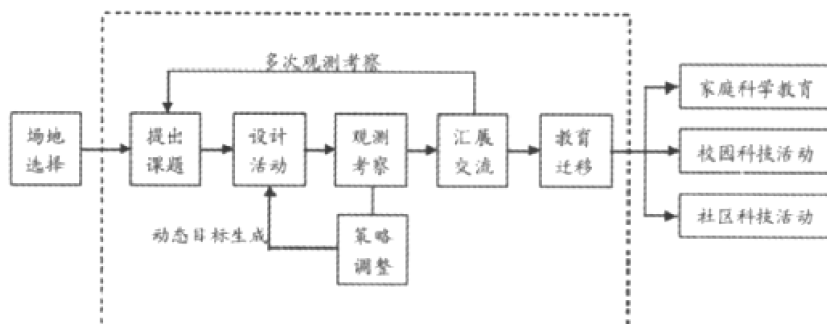 多次观测考察
场地
选择
提出
课题
设计
活动
观测
考察
汇展
交流
教育
迁移
家庭科学教育
校园科技活动
社区科技活动
动态目标生成
策略
调整